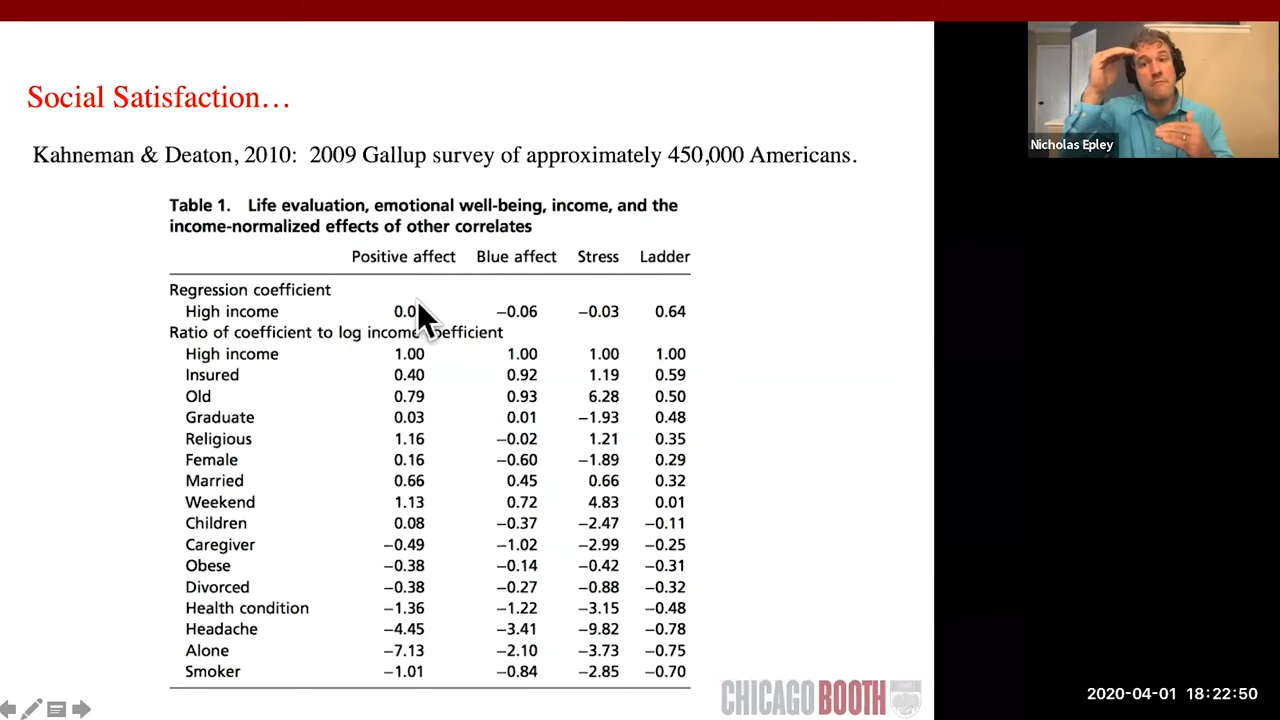 Social Satisfaction…
Kahneman & Deaton, 2010: 2009 Gallup survey of approximately 450,000 Americans.
Table 1. Life evaluation, emotional well-being, income, and the
income-normalized effects of other correlates
Positive affect Blue affect Stress Ladder
Regression coefficient
High income −0.06 −0.03 0.64
Ratio of coefficient to log income
High income 1.00 1.00 1.00 1.00
Insured 0.40 0.92 1.19 0.59
Old 0.79 0.93 6.28 0.50
Graduate 0.03 0.01 −1.93 0.48
Religious 1.16 −0.02 1.21 0.35
Female 0.16 −0.60 −1.89 0.29
Married 0.66 0.45 0.66 0.32
Weekend 1.13 0.72 4.83 0.01
Children 0.08 −0.37 −2.47 −0.11
Caregiver −0.49 −1.02 −2.99 −0.25
Obese −0.38 −0.14 −0.42 −0.31
Divorced −0.38 −0.27 −0.88 −0.32
Health condition −1.36 −1.22 −3.15 −0.48
Headache −4.45 −3.41 −9.82 −0.78
Alone −7.13 −2.10 −3.73 −0.75
Smoker −1.01 −0.84 −2.85 −0.70
CHICAGO BOOTH
Nicholas Epley
2020-04-01 18:22:50